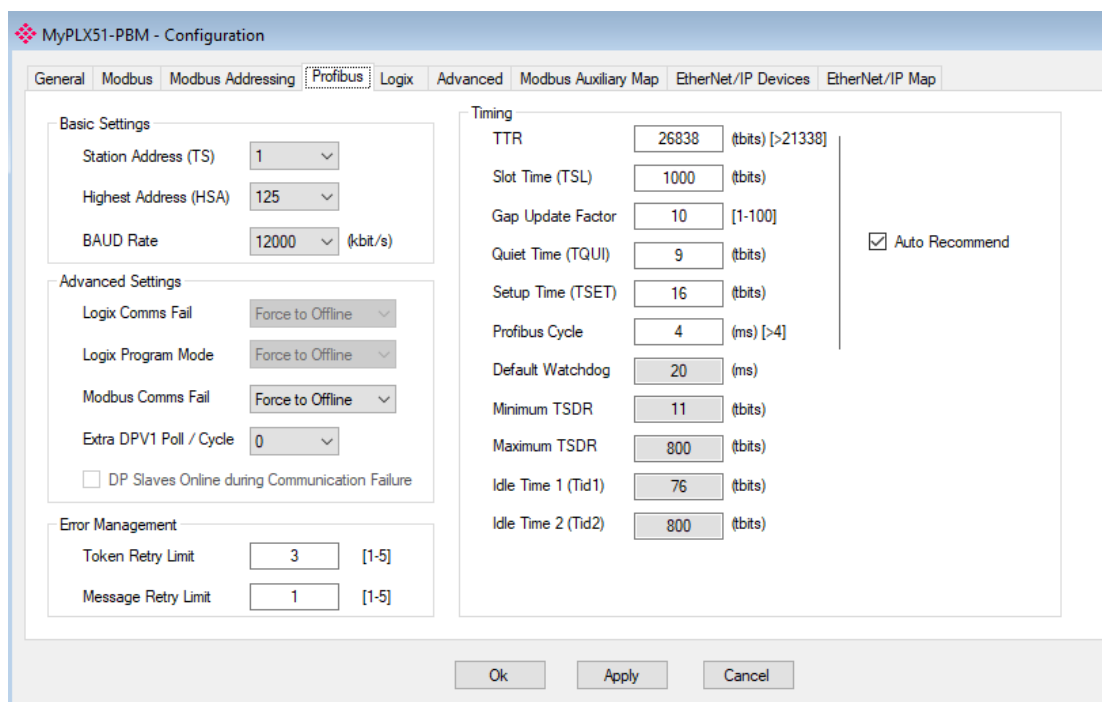 MyPLX51-PBM - Configuration
General Modbus Modbus Addressing Profibus Logix Advanced Modbus Auxiliary Map EtherNet/IP Devices EtherNet/IP Map
Basic Settings
Station Address (TS) 1
Highest Address (HSA) 125
BAUD Rate 12000 (kbit/s)
Advanced Settings
Logix Comms Fail Force to Offline
Logix Program Mode Force to Offline
Modbus Comms Fail Force to Offline
Extra DPV1 Poll / Cycle 0
DP Slaves Online during Communication Failure
Error Management
Token Retry Limit 3 [1-5]
Message Retry Limit 1 [1-5]
Timing
TTR 26838 (tbits) [>21338]
Slot Time (TSL) 1000 (tbits)
Gap Update Factor 10 [1-100]
Quiet Time (TQUI) 9 (tbits)
Setup Time (TSET) 16 (tbits)
Profibus Cycle 4 (ms) [>4]
Default Watchdog 20 (ms)
Minimum TSDR 11 (tbits)
Maximum TSDR 800 (tbits)
Idle Time 1 (Tid1) 76 (tbits)
Idle Time 2 (Tid2) 800 (tbits)
Auto Recommend
Ok Apply Cancel